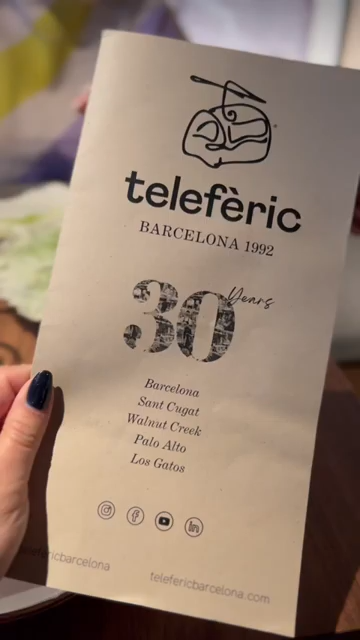 telefèric
BARCELONA 1992
30 Years
Barcelona
Sant Cugat
Walnut Creek
Palo Alto
Los Gatos
telefericbarcelona.com